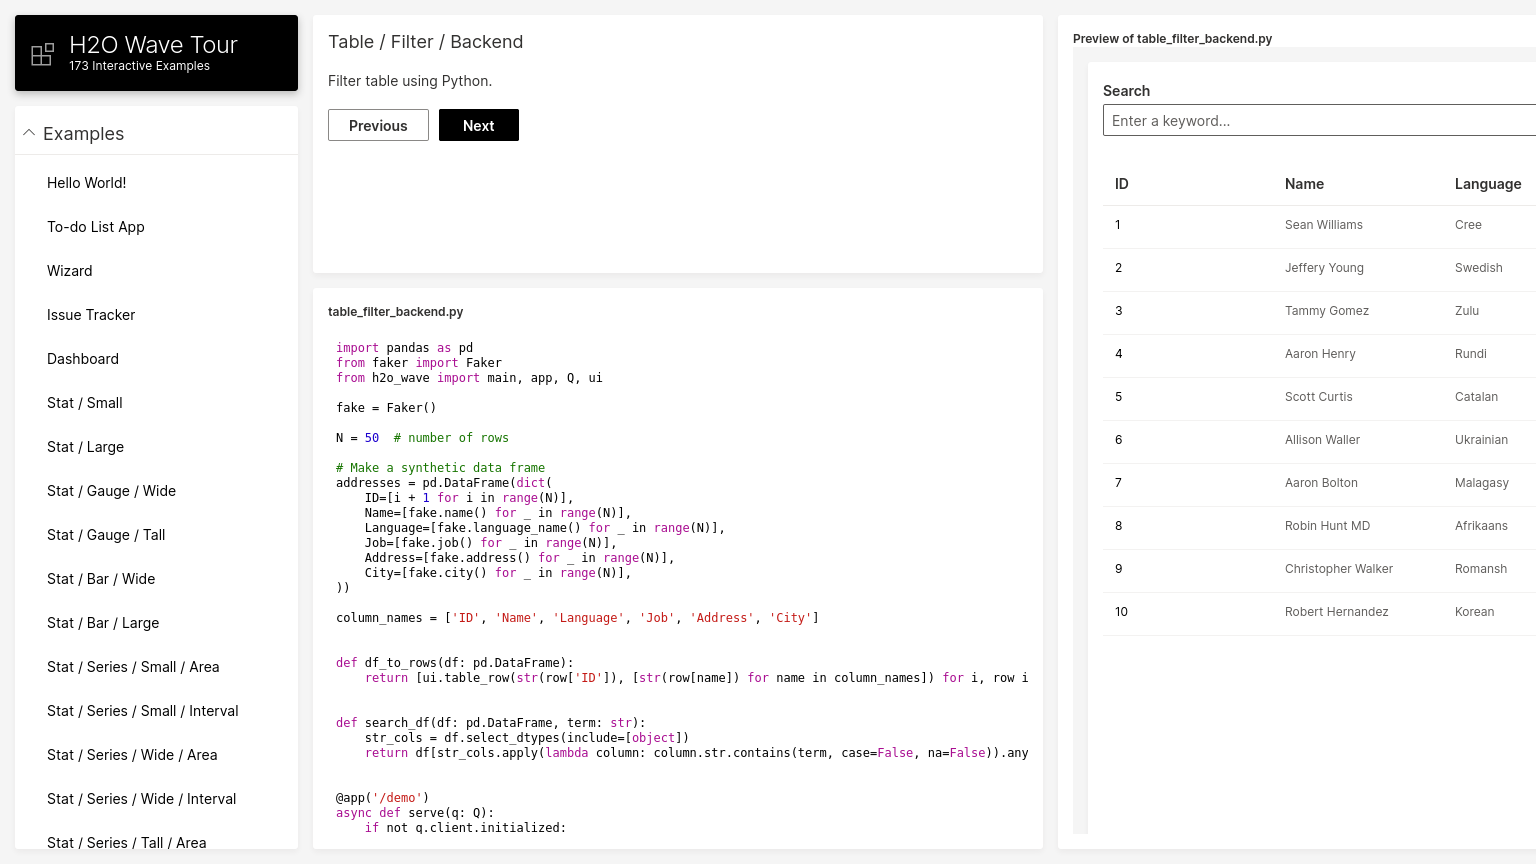 H2O Wave Tour
173 Interactive Examples
Examples
Hello World!
To-do List App
Wizard
Issue Tracker
Dashboard
Stat / Small
Stat / Large
Stat / Gauge / Wide
Stat / Gauge / Tall
Stat / Bar / Wide
Stat / Bar / Large
Stat / Series / Small / Area
Stat / Series / Small / Interval
Stat / Series / Wide / Area
Stat / Series / Wide / Interval
Stat / Series / Tall / Area
Table / Filter / Backend
Filter table using Python.
Previous Next
table_filter_backend.py
import pandas as pd
from faker import Faker
from h2o_wave import main, app, Q, ui
fake = Faker()
N = 50  # number of rows
# Make a synthetic data frame
addresses = pd.DataFrame(dict(
    ID=[i + 1 for i in range(N)],
    Name=[fake.name() for _ in range(N)],
    Language=[fake.language_name() for _ in range(N)],
    Job=[fake.job() for _ in range(N)],
    Address=[fake.address() for _ in range(N)],
    City=[fake.city() for _ in range(N)],
))
column_names = ['ID', 'Name', 'Language', 'Job', 'Address', 'City']
def df_to_rows(df: pd.DataFrame):
    return [ui.table_row(str(row['ID']), [str(row[name]) for name in column_names]) for i, row i
def search_df(df: pd.DataFrame, term: str):
    str_cols = df.select_dtypes(include=[object])
    return df[str_cols.apply(lambda column: column.str.contains(term, case=False, na=False)).any
@app('/demo')
async def serve(q: Q):
    if not q.client.initialized:
Preview of table_filter_backend.py
Search
Enter a keyword...
ID Name Language
1 Sean Williams Cree
2 Jeffery Young Swedish
3 Tammy Gomez Zulu
4 Aaron Henry Rundi
5 Scott Curtis Catalan
6 Allison Waller Ukrainian
7 Aaron Bolton Malagasy
8 Robin Hunt MD Afrikaans
9 Christopher Walker Romansh
10 Robert Hernandez Korean